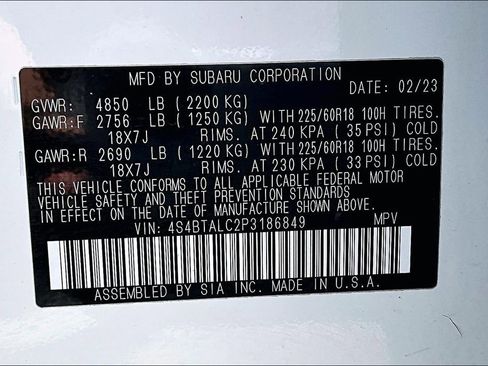 MFD BY SUBARU CORPORATION
DATE: 02/23
GVWR: 4850 LB (2200 KG)
GAWR:F 2756 LB (1250 KG) WITH 225/60R18 100H TIRES.
18X7J RIMS. AT 240 KPA (35 PSI) COLD
GAWR:R 2690 LB (1220 KG) WITH 225/60R18 100H TIRES.
18X7J RIMS. AT 230 KPA (33 PSI) COLD
THIS VEHICLE CONFORMS TO ALL APPLICABLE FEDERAL MOTOR
VEHICLE SAFETY AND THEFT PREVENTION STANDARDS
IN EFFECT ON THE DATE OF MANUFACTURE SHOWN ABOVE.
VIN: 4S4BTALC2P3186849 MPV
ASSEMBLED BY SIA INC. MADE IN U.S.A.